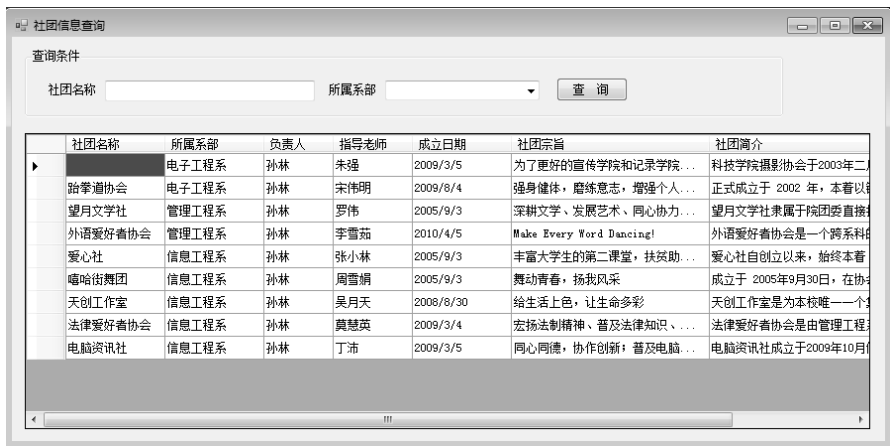 社团信息查询
查询条件
社团名称 所属系部 查 询
社团名称 所属系部 负责人 指导老师 成立日期 社团宗旨 社团简介
电子工程系 孙林 朱强 2009/3/5 为了更好的宣传学院和记录学院... 科技学院摄影协会于2003年二
跆拳道协会 电子工程系 孙林 宋伟明 2009/8/4 强身健体，磨练意志，增强个人... 正式成立于 2002 年，本着以
望月文学社 管理工程系 孙林 罗伟 2005/9/3 深耕文学、发展艺术、同心协力... 望月文学社隶属于院团委直接
外语爱好者协会 管理工程系 孙林 李雪茹 2010/4/5 Make Every Word Dancing! 外语爱好者协会是一个跨系科
爱心社 信息工程系 孙林 张小林 2005/9/3 丰富大学生的第二课堂，扶贫助... 爱心社自创立以来，始终本着
嘻哈街舞团 信息工程系 孙林 周雪娟 2005/9/3 舞动青春，扬我风采 成立于 2005年9月30日，在协
天创工作室 信息工程系 孙林 吴月天 2008/8/30 给生活上色，让生命多彩 天创工作室是为本校唯一一个
法律爱好者协会 信息工程系 孙林 莫慧英 2009/3/4 宏扬法制精神、普及法律知识、... 法律爱好者协会是由管理工程
电脑资讯社 信息工程系 孙林 丁沛 2009/3/5 同心同德，协作创新；普及电脑... 电脑资讯社成立于2009年10月